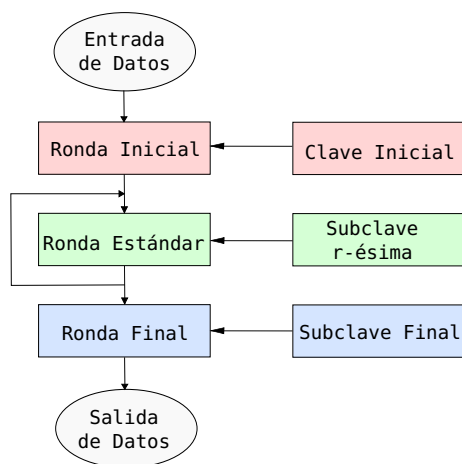 Entrada
de Datos
Ronda Inicial
Clave Inicial
Ronda Estándar
Subclave
r-ésima
Ronda Final
Subclave Final
Salida
de Datos